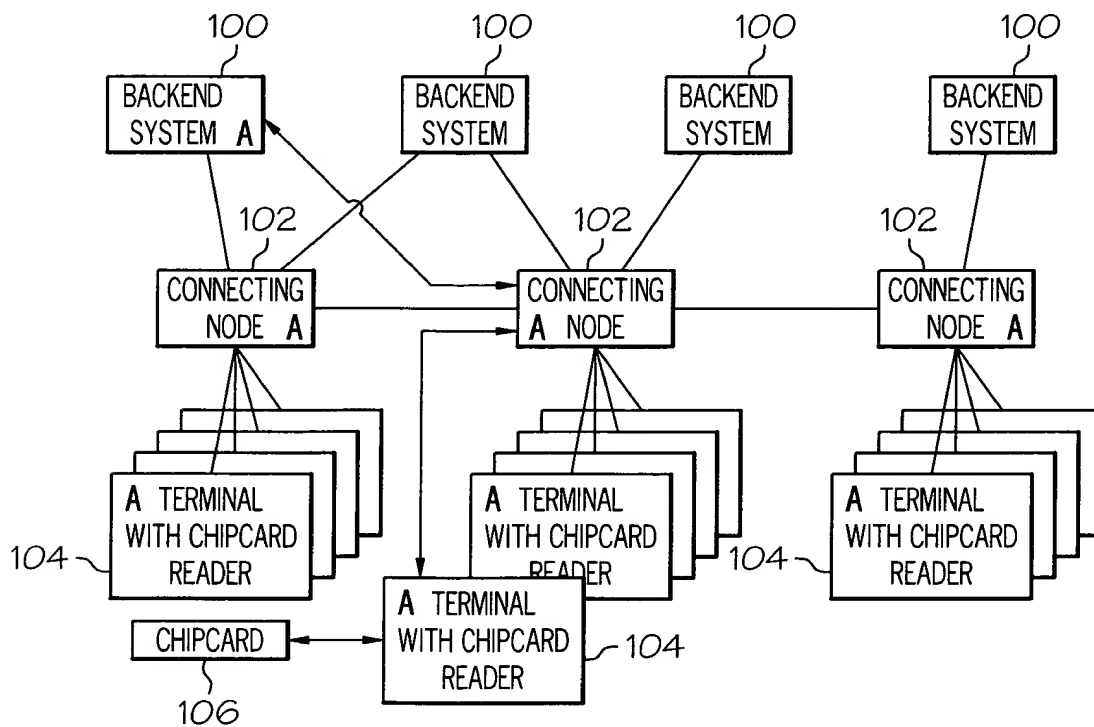 100
100
100
100
BACKEND
SYSTEM A
BACKEND
SYSTEM
BACKEND
SYSTEM
BACKEND
SYSTEM
102
102
102
CONNECTING
NODE A
CONNECTING
A NODE
CONNECTING
NODE A
A TERMINAL
WITH CHIPCARD
READER
104
A TERMINAL
WITH CHIPCARD
READER
A TERMINAL
WITH CHIPCARD
READER
104
A TERMINAL
WITH CHIPCARD
READER
104
CHIPCARD
106